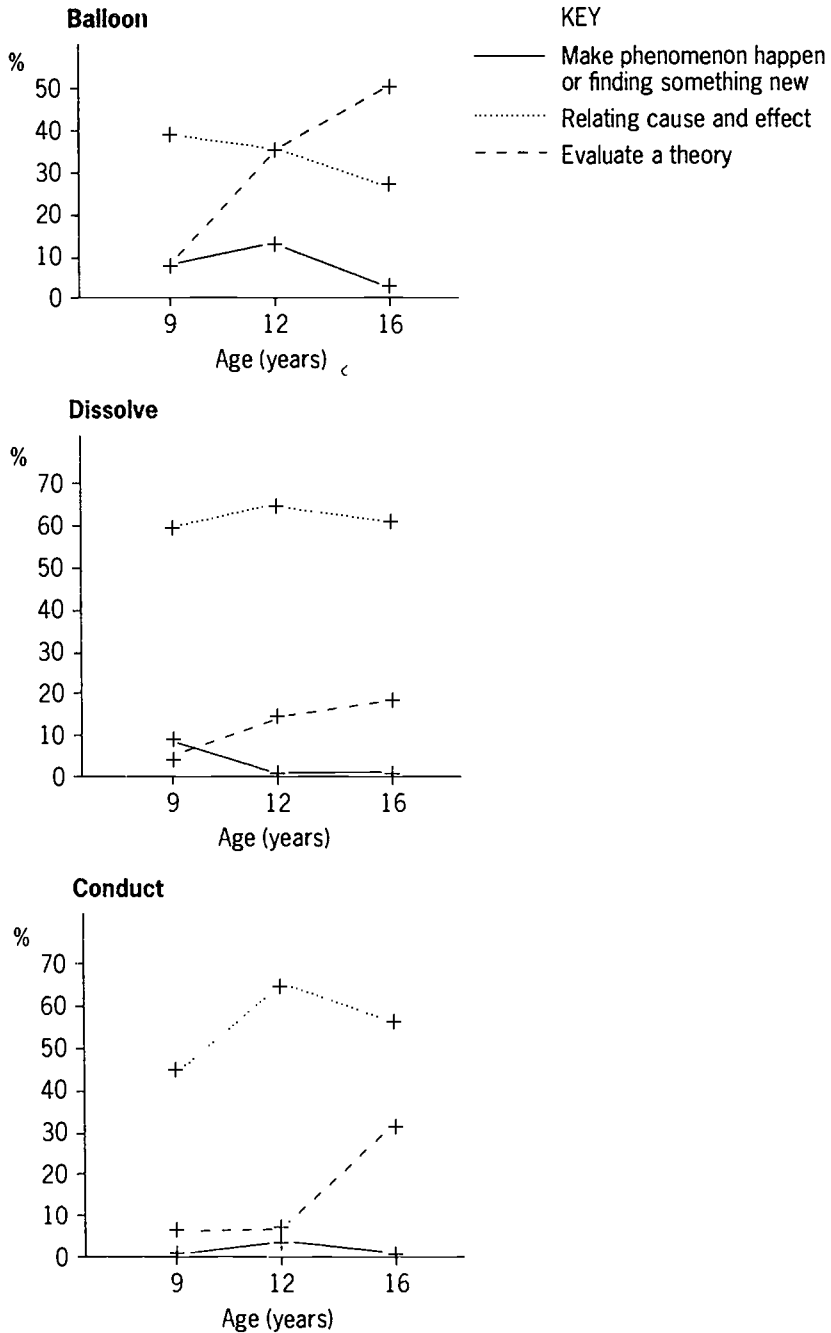 Balloon
%
50
40
30
20
10
0
9 12 16
Age (years)
KEY
Make phenomenon happen
or finding something new
Relating cause and effect
Evaluate a theory
Dissolve
%
70
60
50
40
30
20
10
0
9 12 16
Age (years)
Conduct
%
70
60
50
40
30
20
10
0
9 12 16
Age (years)